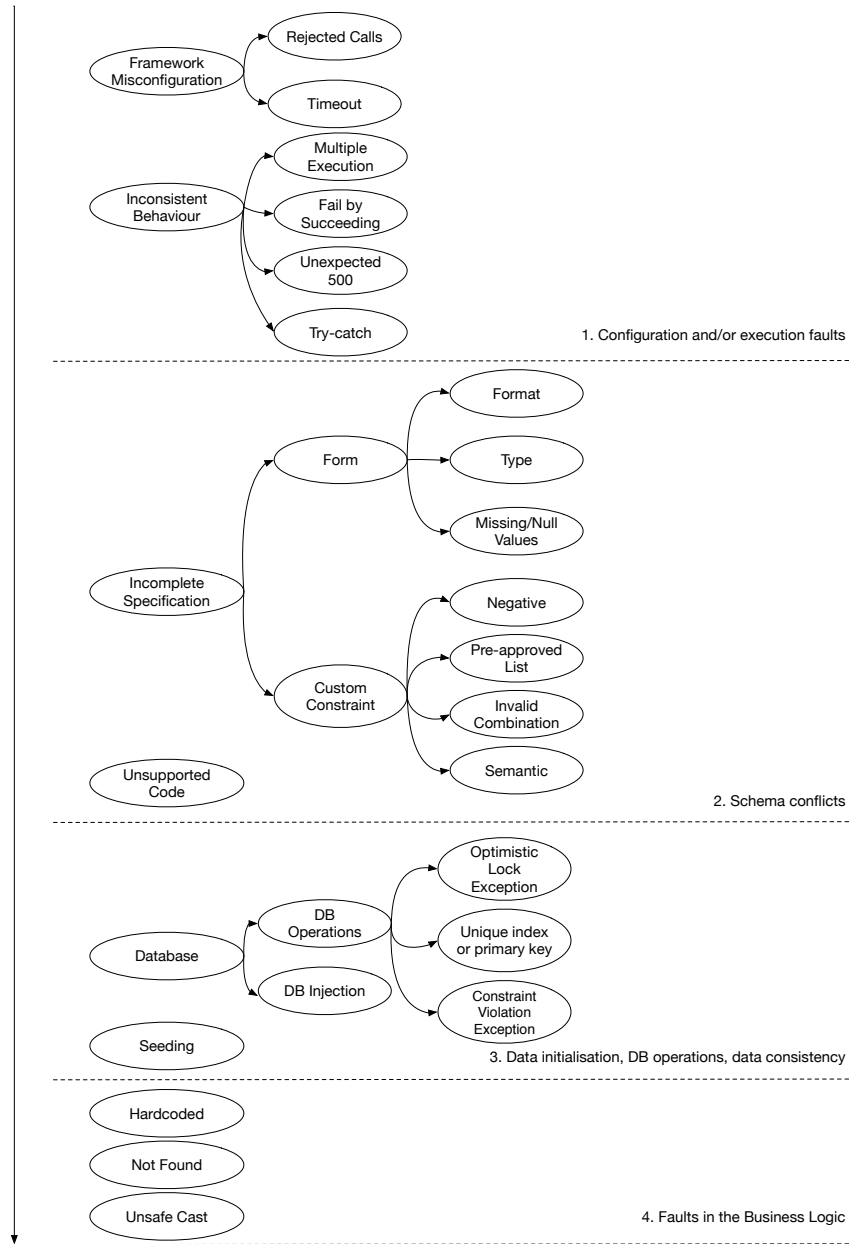 Rejected Calls
Framework
Misconfiguration
Timeout
Multiple
Execution
Inconsistent
Behaviour
Fail by
Succeeding
Unexpected
500
Try-catch
1. Configuration and/or execution faults
Format
Form
Type
Missing/Null
Values
Incomplete
Specification
Negative
Pre-approved
List
Custom
Constraint
Invalid
Combination
Semantic
Unsupported
Code
2. Schema conflicts
Optimistic
Lock
Exception
DB
Operations
Unique index
or primary key
Database
DB Injection
Constraint
Violation
Exception
Seeding
3. Data initialisation, DB operations, data consistency
Hardcoded
Not Found
Unsafe Cast
4. Faults in the Business Logic